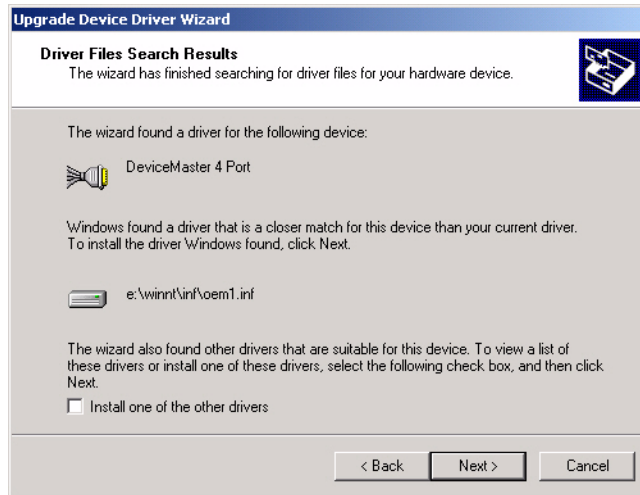 Upgrade Device Driver Wizard
Driver Files Search Results
The wizard has finished searching for driver files for your hardware device.
The wizard found a driver for the following device:
DeviceMaster 4 Port
Windows found a driver that is a closer match for this device than your current driver.
To install the driver Windows found, click Next.
e:\winnt\inf\oem1.inf
The wizard also found other drivers that are suitable for this device. To view a list of
these drivers or install one of these drivers, select the following check box, and then click
Next.
Install one of the other drivers
< Back Next > Cancel